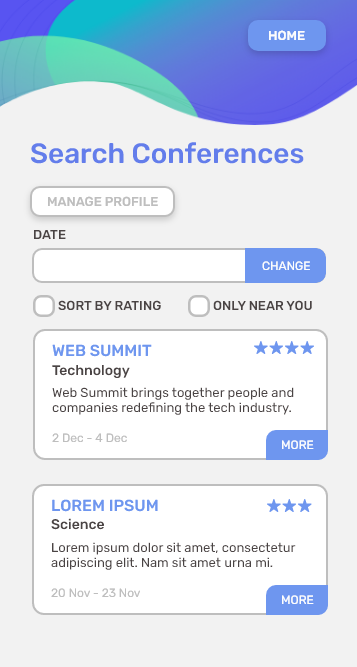 HOME
Search Conferences
MANAGE PROFILE
DATE
CHANGE
SORT BY RATING
ONLY NEAR YOU
WEB SUMMIT
Technology
Web Summit brings together people and
companies redefining the tech industry.
2 Dec - 4 Dec
MORE
LOREM IPSUM
Science
Lorem ipsum dolor sit amet, consectetur
adipiscing elit. Nam sit amet urna mi.
20 Nov - 23 Nov
MORE